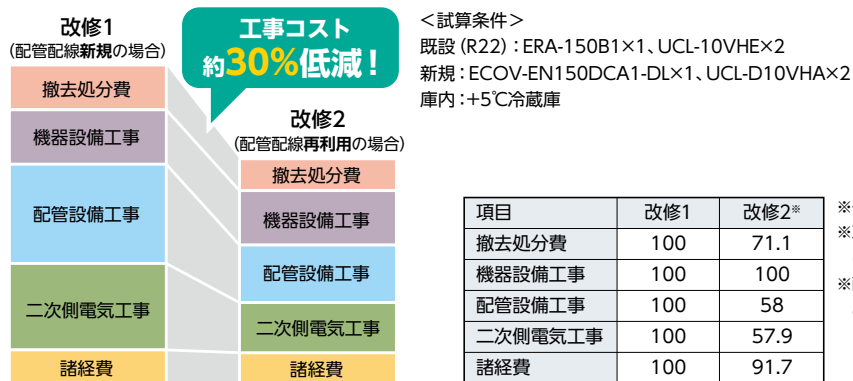 改修1
(配管配線新規の場合)
撤去処分費
機器設備工事
配管設備工事
二次側電気工事
諸経費
工事コスト
約30%低減!
改修2
(配管配線再利用の場合)
撤去処分費
機器設備工事
配管設備工事
二次側電気工事
諸経費
<試算条件>
既設(R22):ERA-150B1×1、UCL-10VHE×2
新規:ECOV-EN150DCA1-DL×1、UCL-D10VHA×2
庫内:+5℃冷蔵庫
項目 改修1 改修2※
撤去処分費 100 71.1
機器設備工事 100 100
配管設備工事 100 58
二次側電気工事 100 57.9
諸経費 100 91.7
※
※
※